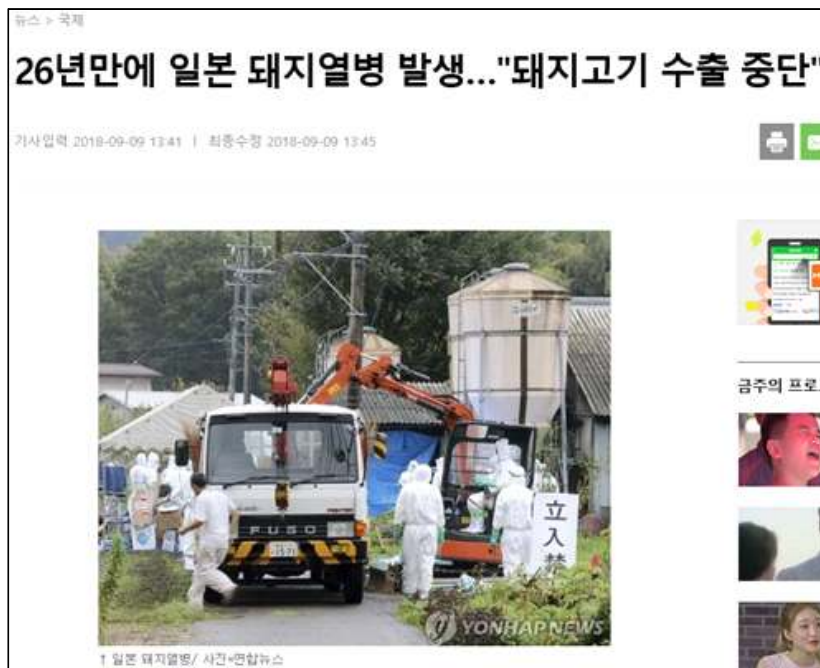 뉴스 > 국제
26년만에 일본 돼지열병 발생..."돼지고기 수출 중단"
기사입력 2018-09-09 13:41 | 최종수정 2018-09-09 13:45
FUSO
立入禁
YONHAPNEWS
금주의 프로
↑ 일본 돼지열병/ 사진=연합뉴스